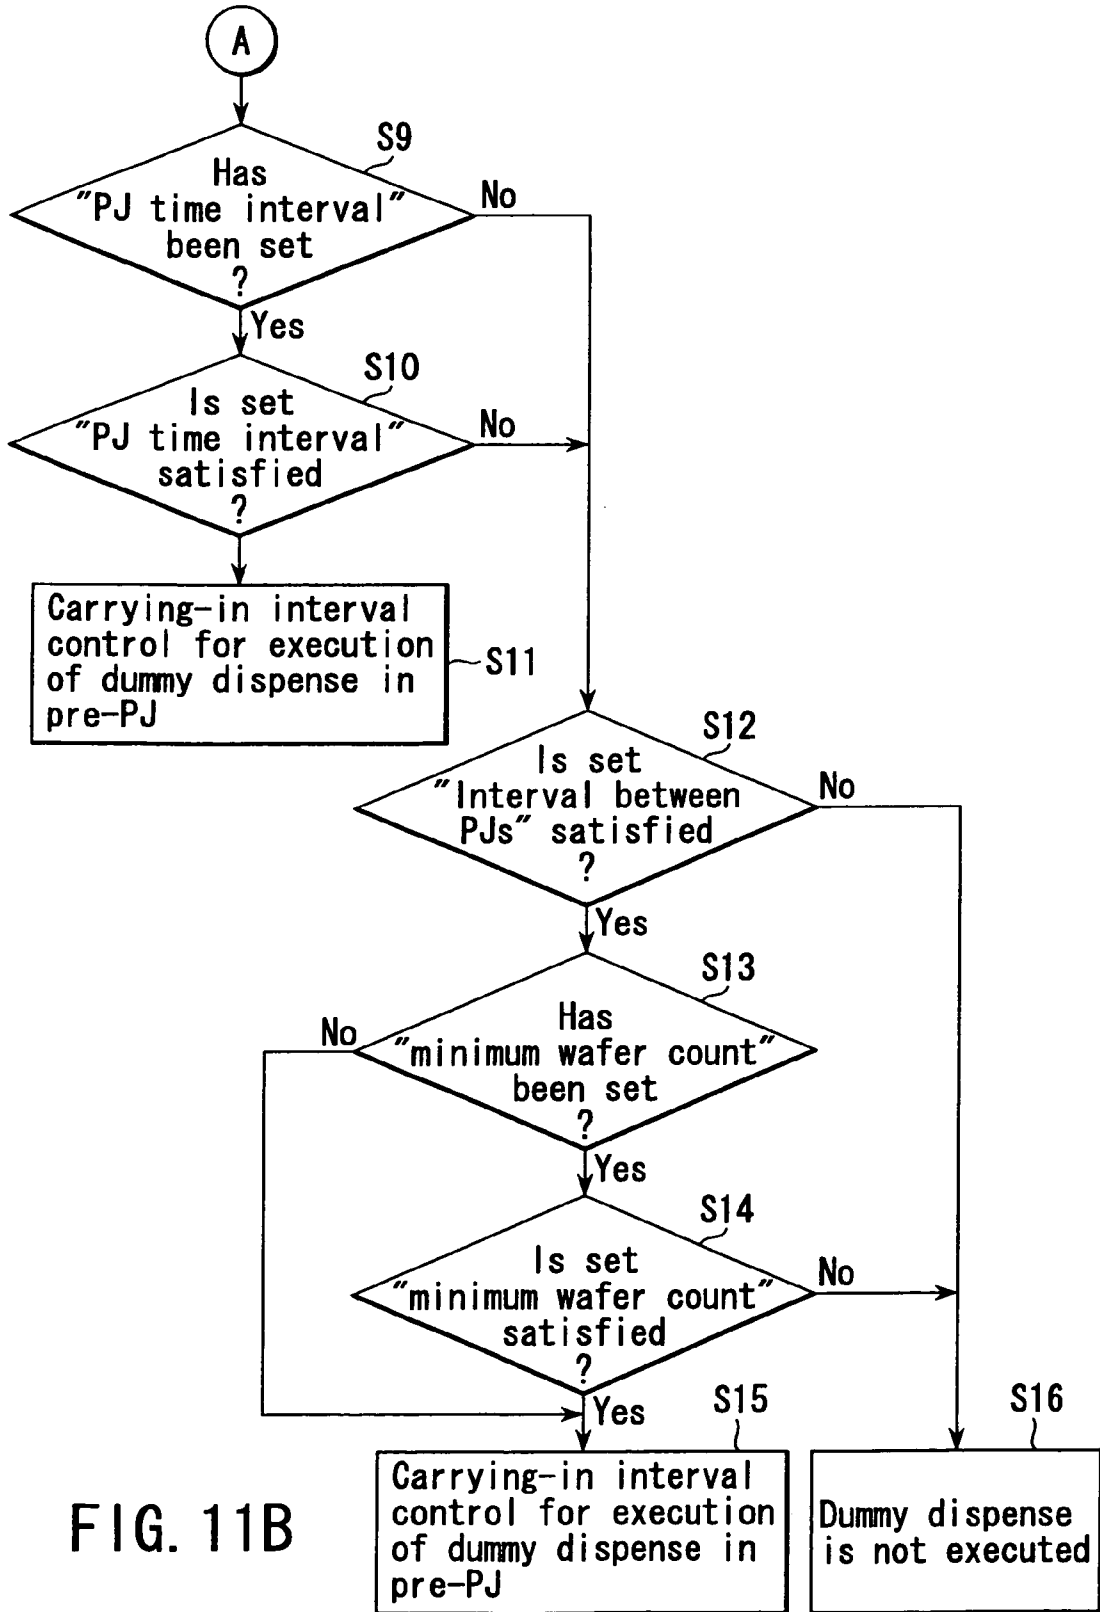 A
S9
Has
"PJ time interval"
been set
?
No
Yes
S10
Is set
"PJ time interval"
satisfied
?
No
Carrying-in interval
control for execution
of dummy dispense in
pre-PJ
S11
S12
Is set
"Interval between
PJs" satisfied
?
No
Yes
S13
Has
"minimum wafer count"
been set
?
No
Yes
S14
Is set
"minimum wafer count"
satisfied
?
No
Yes
S15
Carrying-in interval
control for execution
of dummy dispense in
pre-PJ
S16
Dummy dispense
is not executed
FIG. 11B